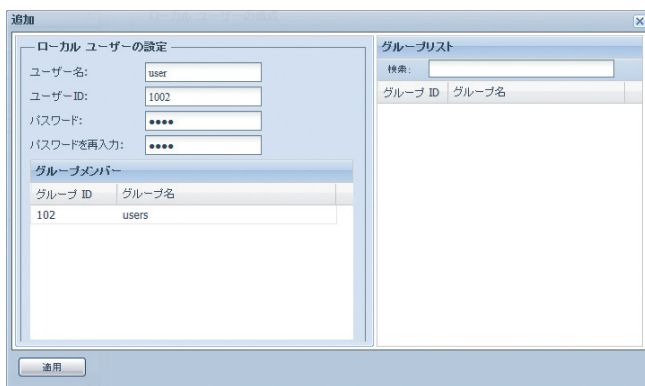 追加
ローカル ユーザーの設定
ユーザー名: user
ユーザーID: 1002
パスワード: ••••
パスワードを再入力: ••••
グループメンバー
グループ ID グループ名
102 users
グループリスト
検索:
グループ ID グループ名
適用